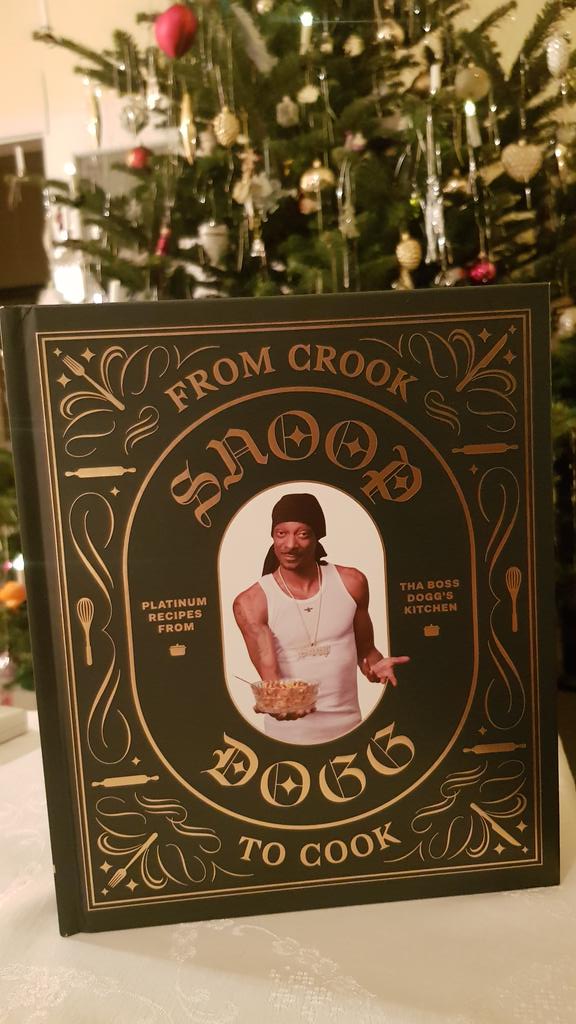 FROM CROOK
SNOOP
PLATINUM
RECIPES
FROM
THA BOSS
DOGG'S
KITCHEN
DOGG
TO COOK